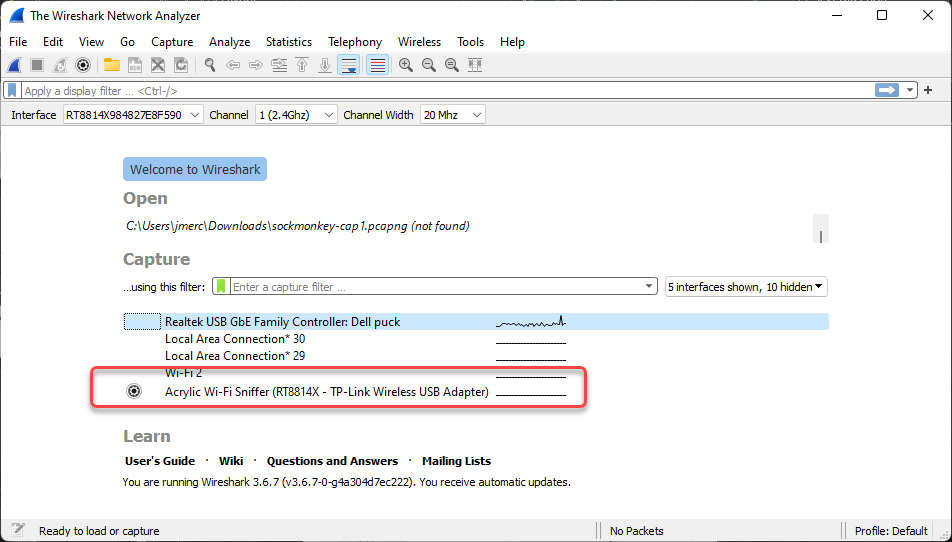 The Wireshark Network Analyzer
File Edit View Go Capture Analyze Statistics Telephony Wireless Tools Help
Apply a display filter ... <Ctrl-/>
Interface RT8814X984827E8F590 Channel 1 (2.4Ghz) Channel Width 20 Mhz
Welcome to Wireshark
Open
C:\Users\jmerc\Downloads\sockmonkey-cap1.pcapng (not found)
Capture
...using this filter: Enter a capture filter ... 5 interfaces shown, 10 hidden
Realtek USB GbE Family Controller: Dell puck
Local Area Connection* 30
Local Area Connection* 29
Wi-Fi 2
Acrylic Wi-Fi Sniffer (RT8814X - TP-Link Wireless USB Adapter)
Learn
User's Guide · Wiki · Questions and Answers · Mailing Lists
You are running Wireshark 3.6.7 (v3.6.7-0-g4a304d7ec222). You receive automatic updates.
Ready to load or capture No Packets Profile: Default